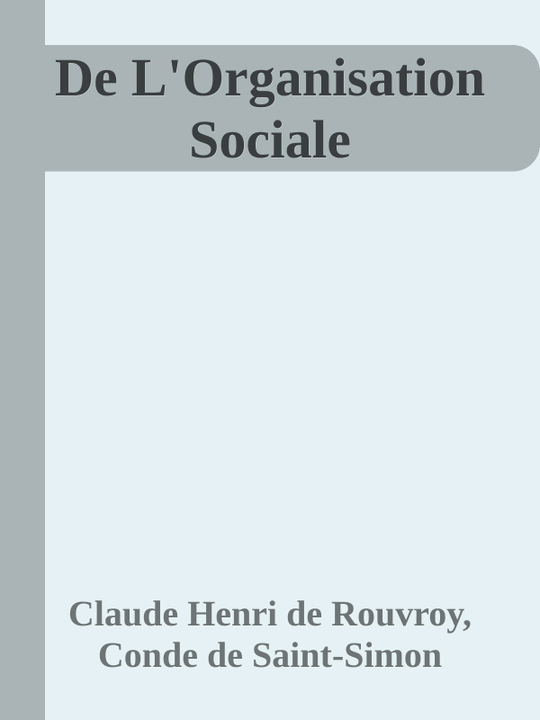 De L'Organisation
Sociale
Claude Henri de Rouvroy,
Conde de Saint-Simon